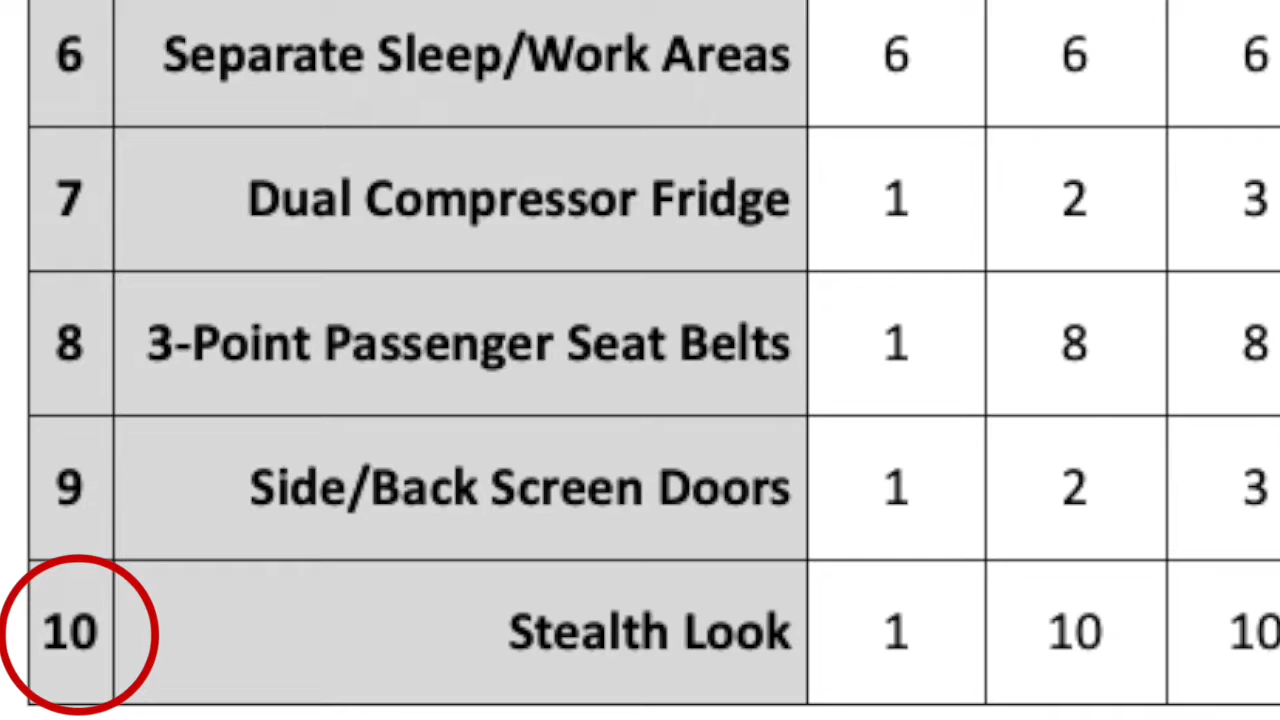 6 Separate Sleep/Work Areas 6 6 6
7 Dual Compressor Fridge 1 2 3
8 3-Point Passenger Seat Belts 1 8 8
9 Side/Back Screen Doors 1 2 3
10 Stealth Look 1 10 10